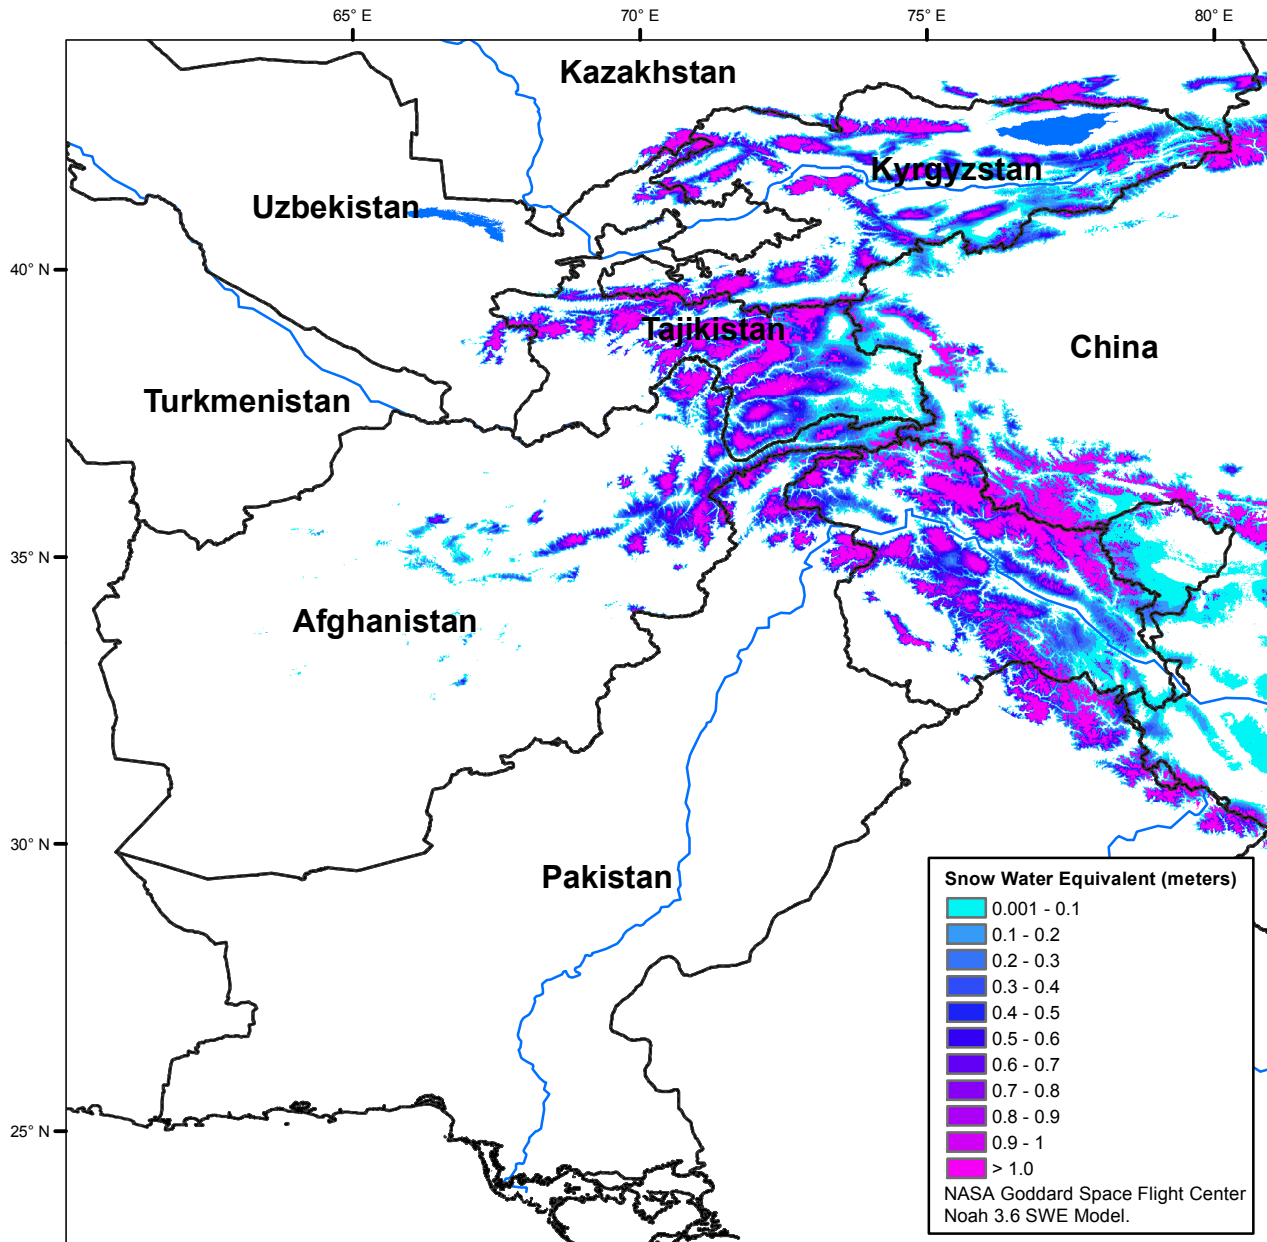 65° E
70° E
75° E
80° E
Kazakhstan
Kyrgyzstan
Uzbekistan
40° N
Tajikistan
China
Turkmenistan
35° N
Afghanistan
30° N
Pakistan
25° N
Snow Water Equivalent (meters)
0.001 - 0.1
0.1 - 0.2
0.2 - 0.3
0.3 - 0.4
0.4 - 0.5
0.5 - 0.6
0.6 - 0.7
0.7 - 0.8
0.8 - 0.9
0.9 - 1
> 1.0
NASA Goddard Space Flight Center
Noah 3.6 SWE Model.